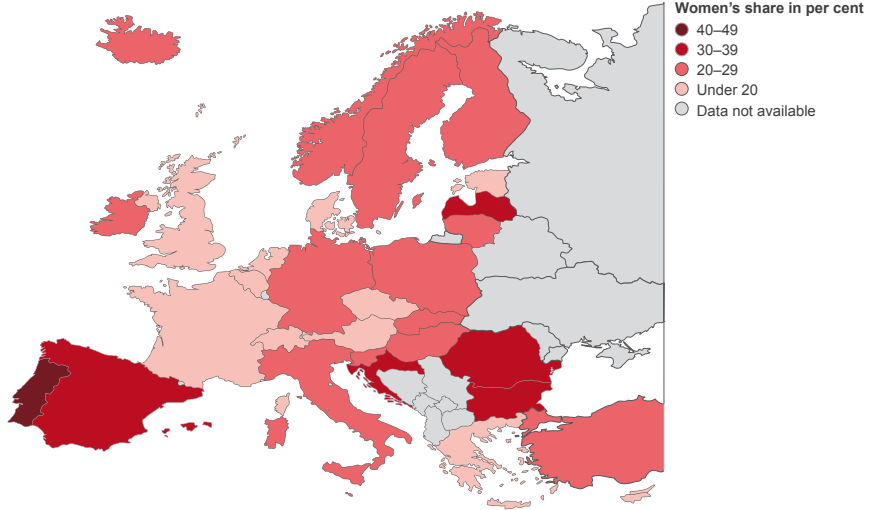 Women's share in per cent
40–49
30–39
20–29
Under 20
Data not available